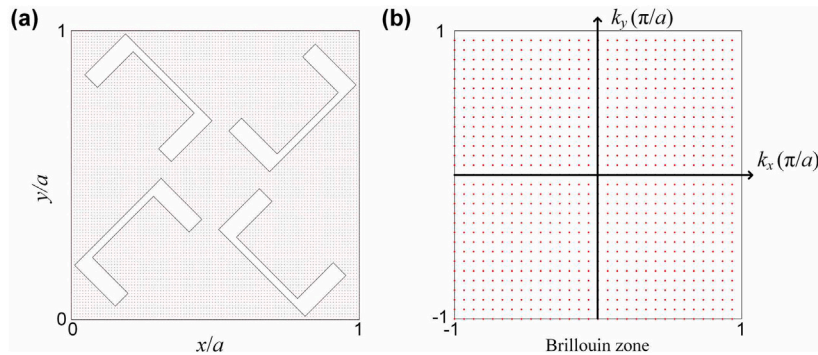 (a)
1
y/a
0
0
x/a
1
(b)
k_y (π/a)
1
k_x (π/a)
-1
-1
1
Brillouin zone